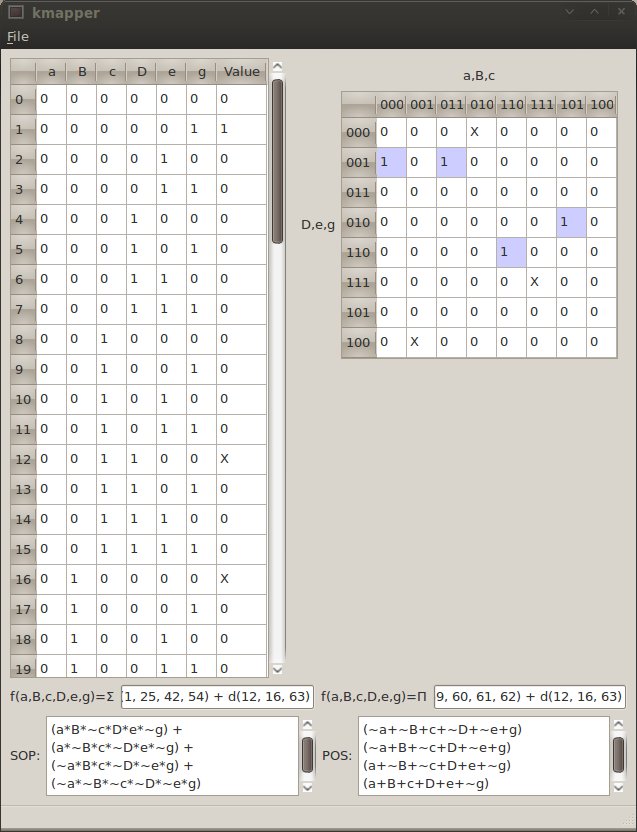 kmapper
File
a B c D e g Value
0 0 0 0 0 0 0 0
1 0 0 0 0 0 1 1
2 0 0 0 0 1 0 0
3 0 0 0 0 1 1 0
4 0 0 0 1 0 0 0
5 0 0 0 1 0 1 0
6 0 0 0 1 1 0 0
7 0 0 0 1 1 1 0
8 0 0 1 0 0 0 0
9 0 0 1 0 0 1 0
10 0 0 1 0 1 0 0
11 0 0 1 0 1 1 0
12 0 0 1 1 0 0 X
13 0 0 1 1 0 1 0
14 0 0 1 1 1 0 0
15 0 0 1 1 1 1 0
16 0 1 0 0 0 0 X
17 0 1 0 0 0 1 0
18 0 1 0 0 1 0 0
19 0 1 0 0 1 1 0
a,B,c
000 001 011 010 110 111 101 100
000 0 0 0 X 0 0 0 0
001 1 0 1 0 0 0 0 0
011 0 0 0 0 0 0 0 0
D,e,g
010 0 0 0 0 0 0 1 0
110 0 0 0 0 1 0 0 0
111 0 0 0 0 0 X 0 0
101 0 0 0 0 0 0 0 0
100 0 X 0 0 0 0 0 0
f(a,B,c,D,e,g)=Σ (1, 25, 42, 54) + d(12, 16, 63)
f(a,B,c,D,e,g)=Π 9, 60, 61, 62) + d(12, 16, 63)
SOP:
(a*B*~c*D*e*~g) +
(a*~B*c*~D*e*~g) +
(~a*B*c*~D*~e*g) +
(~a*~B*~c*~D*~e*g)
POS:
(~a+~B+c+~D+~e+g)
(~a+B+~c+D+~e+g)
(a+~B+~c+D+e+~g)
(a+B+c+D+e+~g)